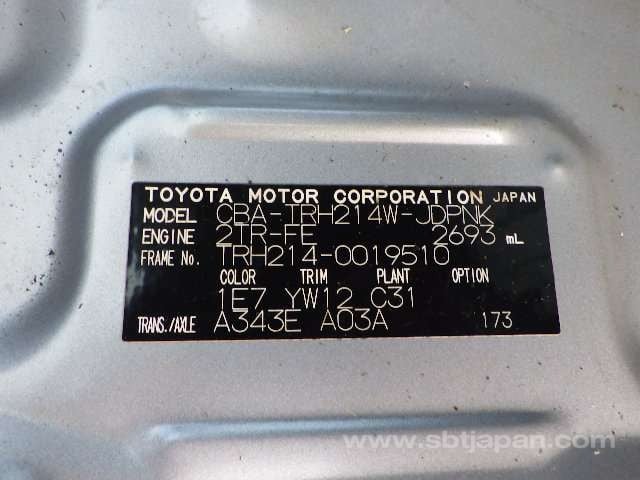 TOYOTA MOTOR CORPORATION JAPAN
MODEL CBA-TRH214W-JDPNK
ENGINE 2TR-FE 2693 mL
FRAME No. TRH214-0019510
COLOR TRIM PLANT OPTION
1E7 YW12 C31
TRANS./AXLE A343E A03A 173
www.sbtjapan.com